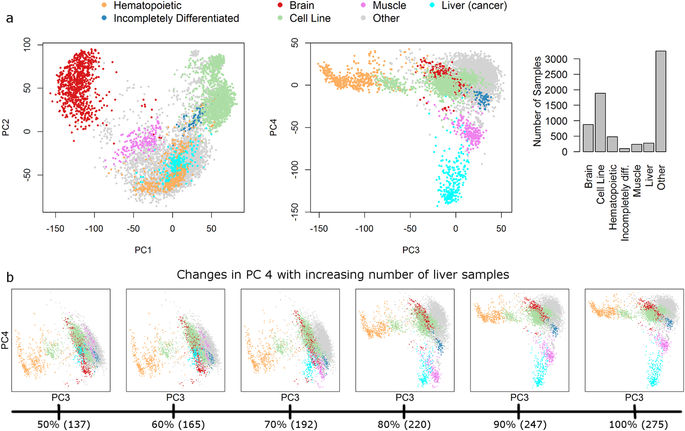 Hematopoietic Brain Muscle Liver (cancer)
Incompletely Differentiated Cell Line Other
a
PC2
100
50
0
-50
-150 -100 -50 0 50
PC1
PC4
50
0
-50
-100
-150
-150 -100 -50 0 50
PC3
Number of Samples
3000
2500
2000
1500
1000
500
0
Brain
Cell Line
Hematopoietic
Incompletely diff.
Muscle
Liver
Other
b
Changes in PC 4 with increasing number of liver samples
PC4
PC3 PC3 PC3 PC3 PC3 PC3
50% (137) 60% (165) 70% (192) 80% (220) 90% (247) 100% (275)